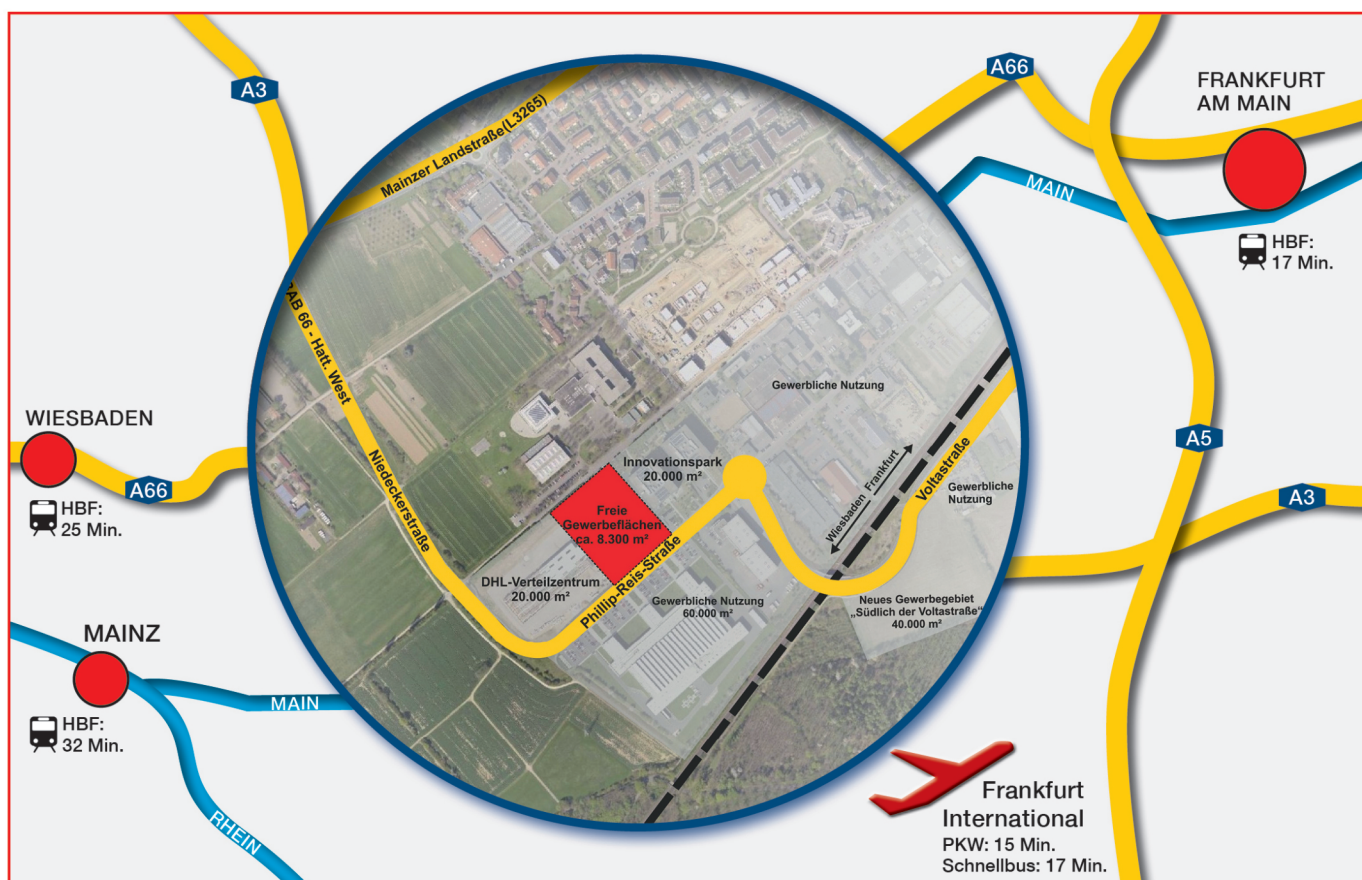 A3
A66
FRANKFURT
AM MAIN
MAIN
HBF:
17 Min.
Mainzer Landstraße(L3265)
BAB 66 - Hatt. West
Niedeckerstraße
Gewerbliche Nutzung
WIESBADEN
A66
HBF:
25 Min.
Innovationspark
20.000 m²
Freie
Gewerbeflächen
ca. 8.300 m²
Wiesbaden Frankfurt
Voltastraße
Gewerbliche
Nutzung
A5
A3
DHL-Verteilzentrum
20.000 m²
Phillip-Reis-Straße
Gewerbliche Nutzung
60.000 m²
Neues Gewerbegebiet
„Südlich der Voltastraße“
40.000 m²
MAINZ
MAIN
HBF:
32 Min.
RHEIN
Frankfurt
International
PKW: 15 Min.
Schnellbus: 17 Min.